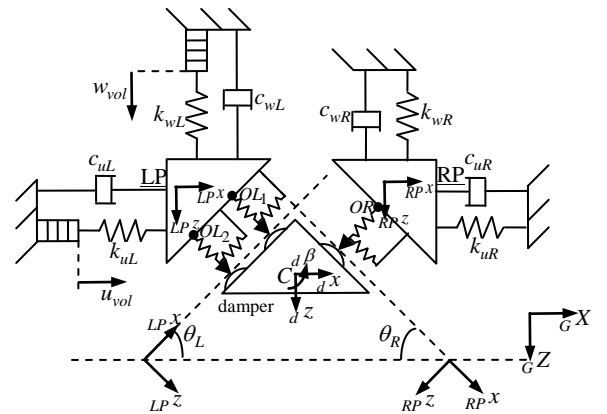 w_vol
k_wL
c_wL
c_wR
k_wR
c_uL
LP
LP x
LP z
OL_1
OL_2
k_uL
u_vol
OR
RP
RP x
RP z
c_uR
k_uR
C
d β
d x
d z
damper
LP x
θ_L
θ_R
G X
G Z
LP z
RP z
RP x